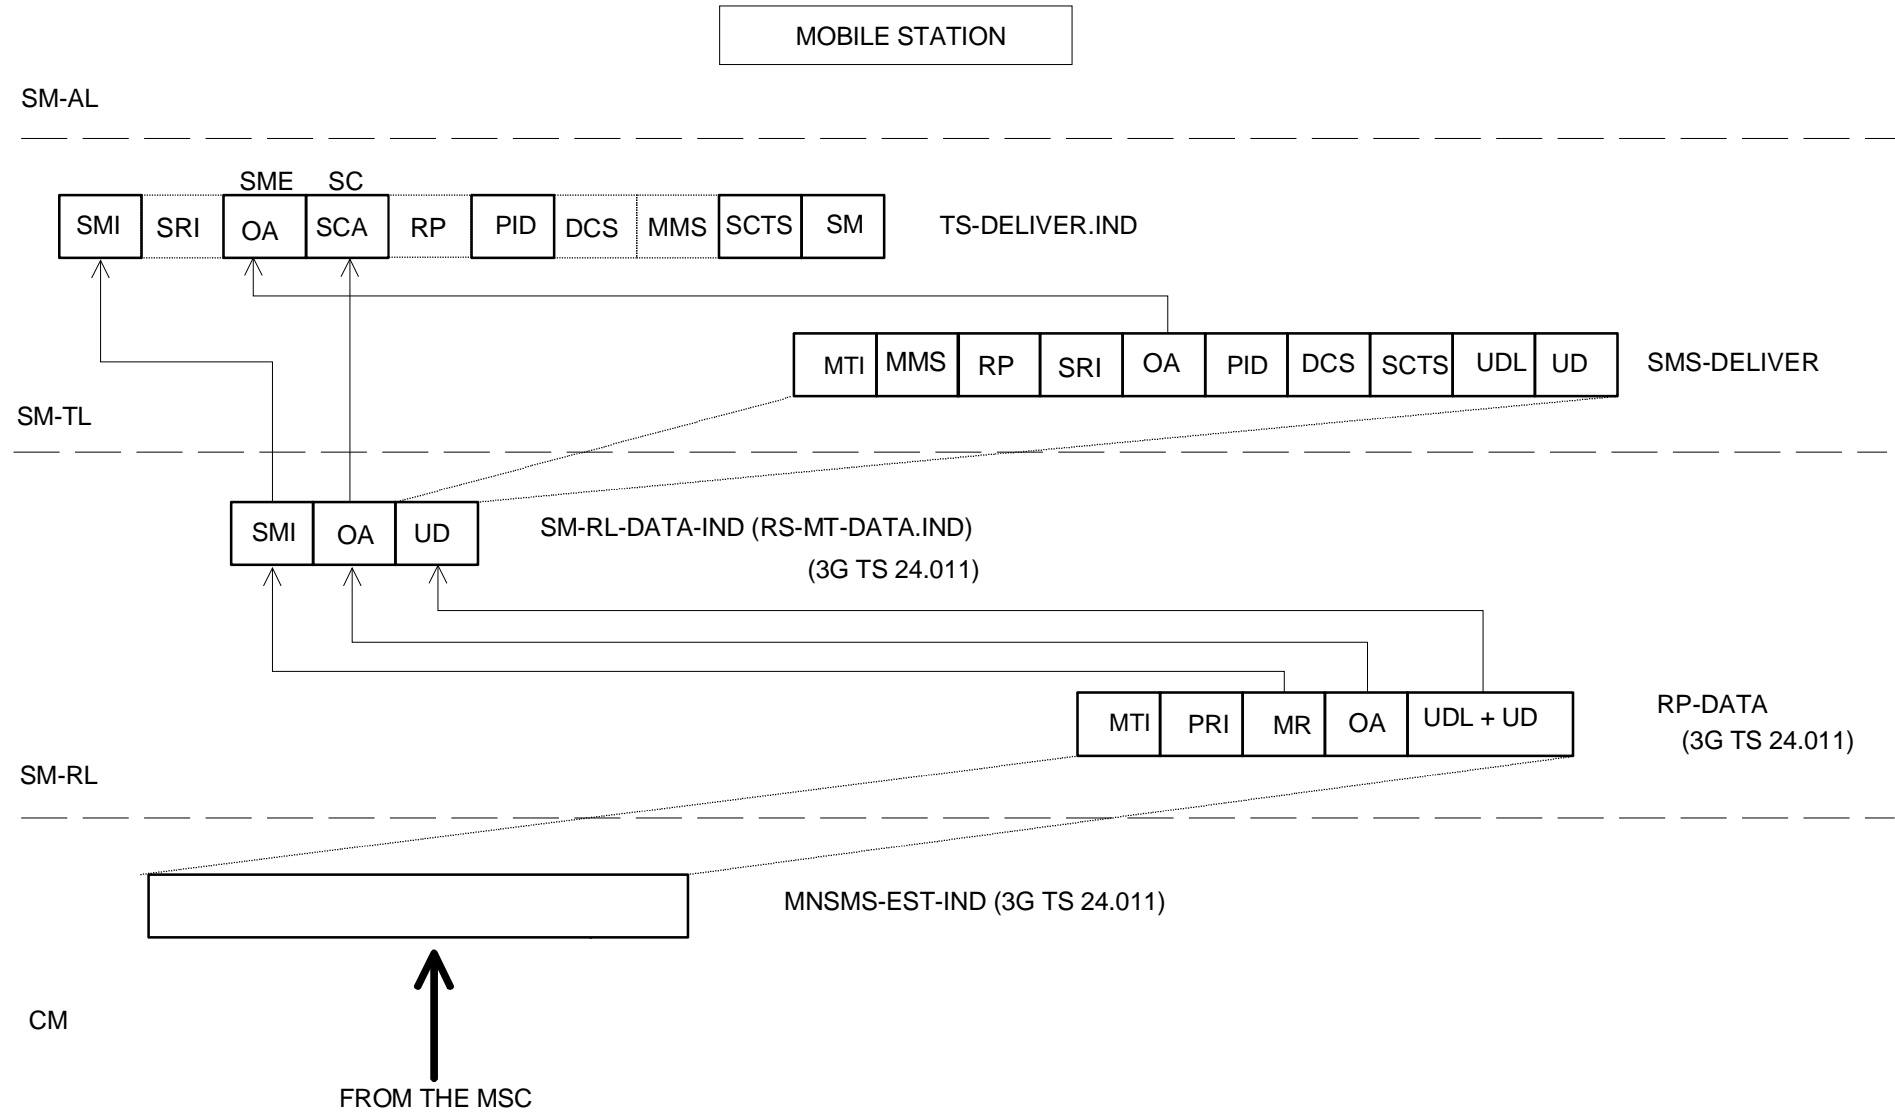 MOBILE STATION
SM-AL
SME SC
SMI SRI OA SCA RP PID DCS MMS SCTS SM TS-DELIVER.IND
MTI MMS RP SRI OA PID DCS SCTS UDL UD SMS-DELIVER
SM-TL
SMI OA UD SM-RL-DATA-IND (RS-MT-DATA.IND)
(3G TS 24.011)
MTI PRI MR OA UDL + UD RP-DATA
(3G TS 24.011)
SM-RL
MNSMS-EST-IND (3G TS 24.011)
CM
FROM THE MSC